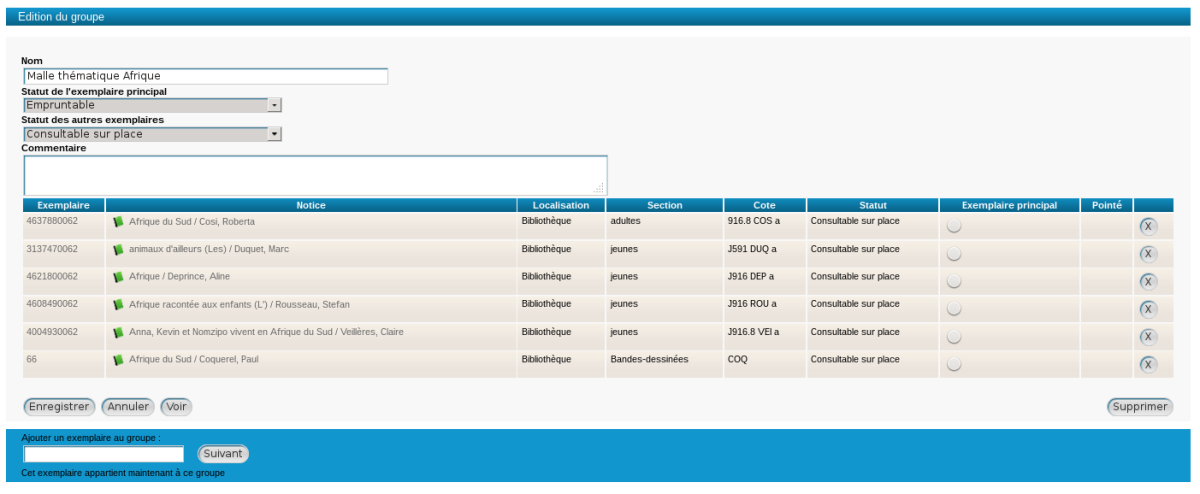 Edition du groupe
Nom
Malle thématique Afrique
Statut de l'exemplaire principal
Empruntable
Statut des autres exemplaires
Consultable sur place
Commentaire
Exemplaire Notice Localisation Section Cote Statut Exemplaire principal Pointé
4637880062 Afrique du Sud / Cosi, Roberta Bibliothèque adultes 916.8 COS a Consultable sur place X
3137470062 animaux d'ailleurs (Les) / Duquet, Marc Bibliothèque jeunes J591 DUQ a Consultable sur place X
4621800062 Afrique / Deprince, Aline Bibliothèque jeunes J916 DEP a Consultable sur place X
4608490062 Afrique racontée aux enfants (L') / Rousseau, Stefan Bibliothèque jeunes J916 ROU a Consultable sur place X
4004930062 Anna, Kevin et Nomzipo vivent en Afrique du Sud / Veillères, Claire Bibliothèque jeunes J916.8 VEI a Consultable sur place X
66 Afrique du Sud / Coquerel, Paul Bibliothèque Bandes-dessinées COQ Consultable sur place X
Enregistrer Annuler Voir Supprimer
Ajouter un exemplaire au groupe :
Suivant
Cet exemplaire appartient maintenant à ce groupe